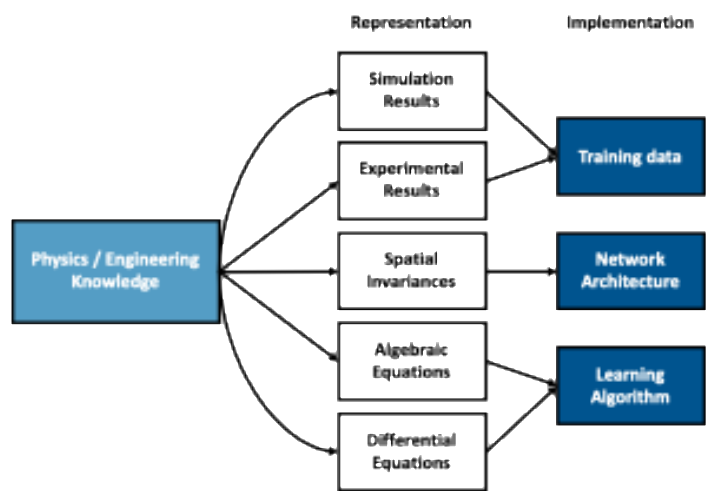 Representation
Implementation
Simulation
Results
Training data
Experimental
Results
Physics / Engineering
Knowledge
Spatial
Invariances
Network
Architecture
Algebraic
Equations
Learning
Algorithm
Differential
Equations